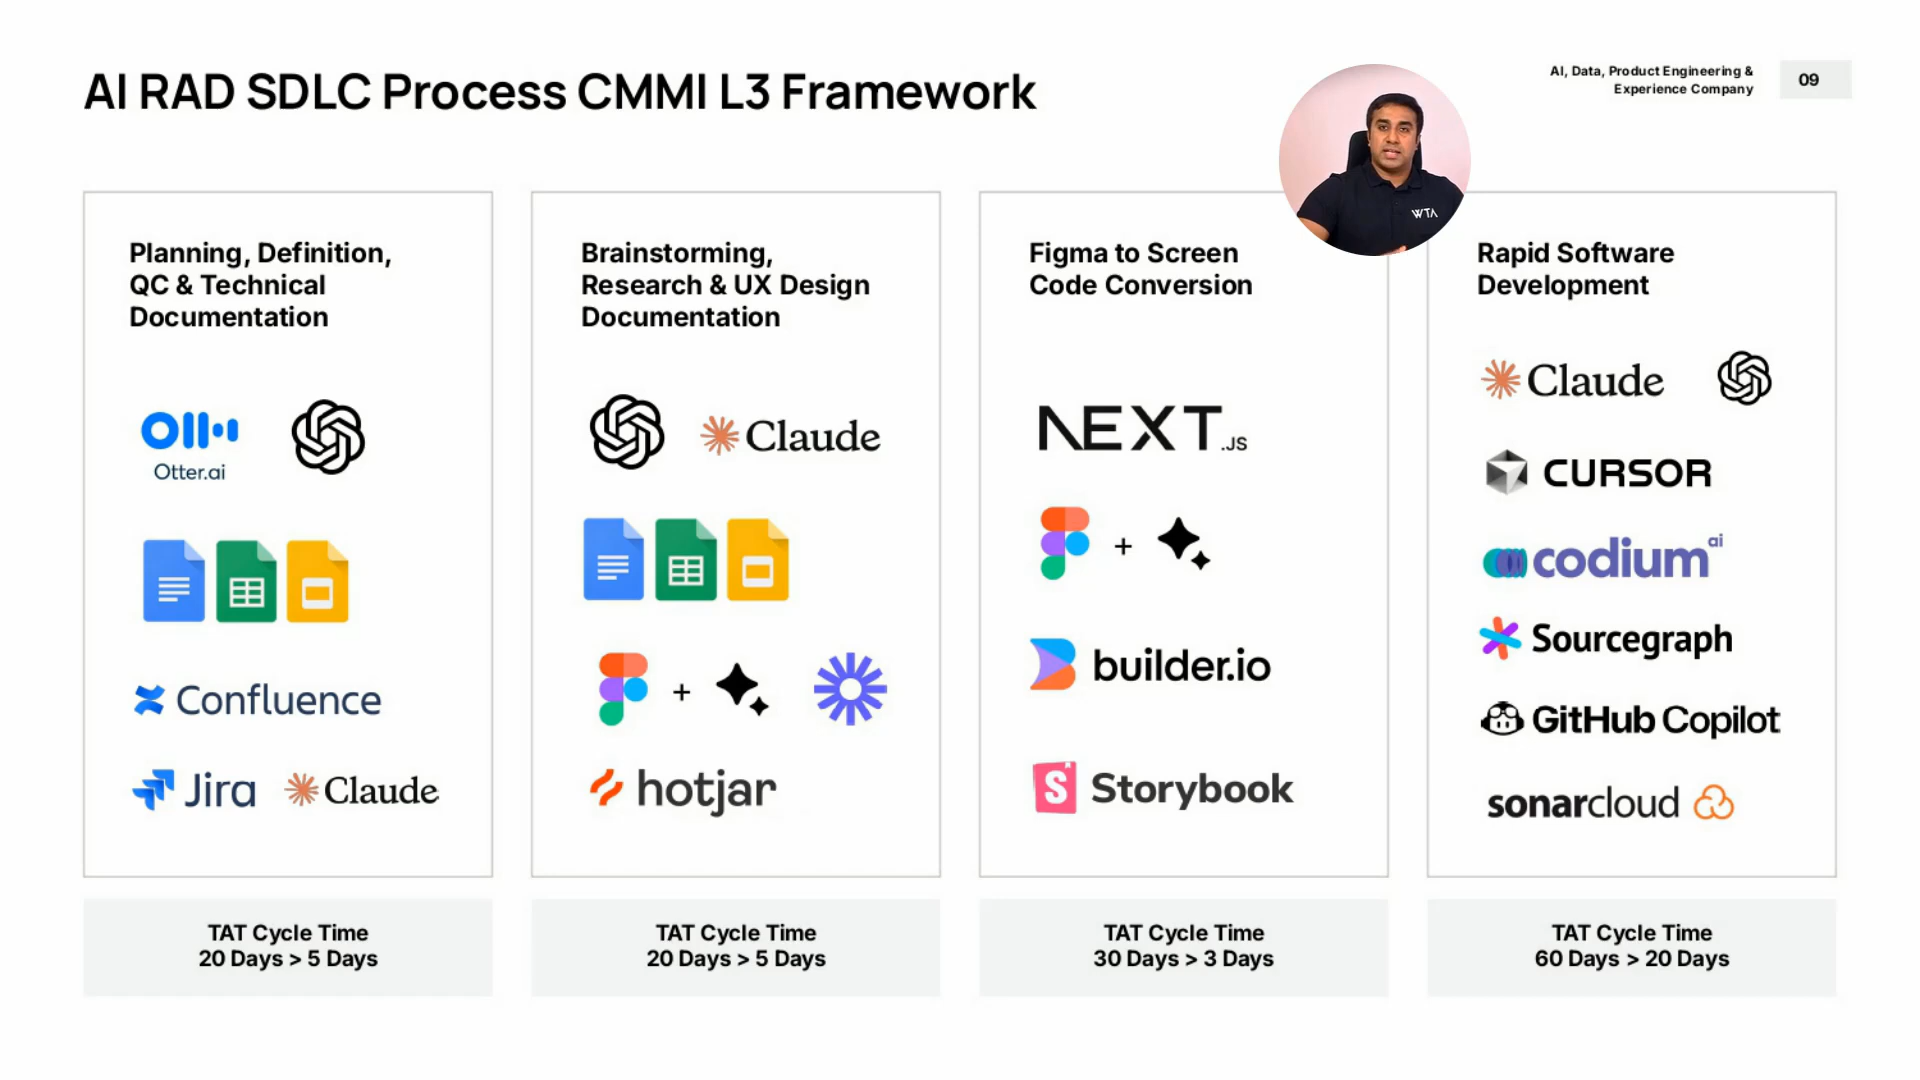 AI RAD SDLC Process CMMI L3 Framework
AI, Data, Product Engineering &
Experience Company
09
WTA
Planning, Definition,
QC & Technical
Documentation
Otter.ai
Confluence
Jira
Claude
TAT Cycle Time
20 Days > 5 Days
Brainstorming,
Research & UX Design
Documentation
Claude
+
hotjar
TAT Cycle Time
20 Days > 5 Days
Figma to Screen
Code Conversion
NEXT.JS
+
builder.io
Storybook
TAT Cycle Time
30 Days > 3 Days
Rapid Software
Development
Claude
CURSOR
codium ai
Sourcegraph
GitHub Copilot
sonarcloud
TAT Cycle Time
60 Days > 20 Days